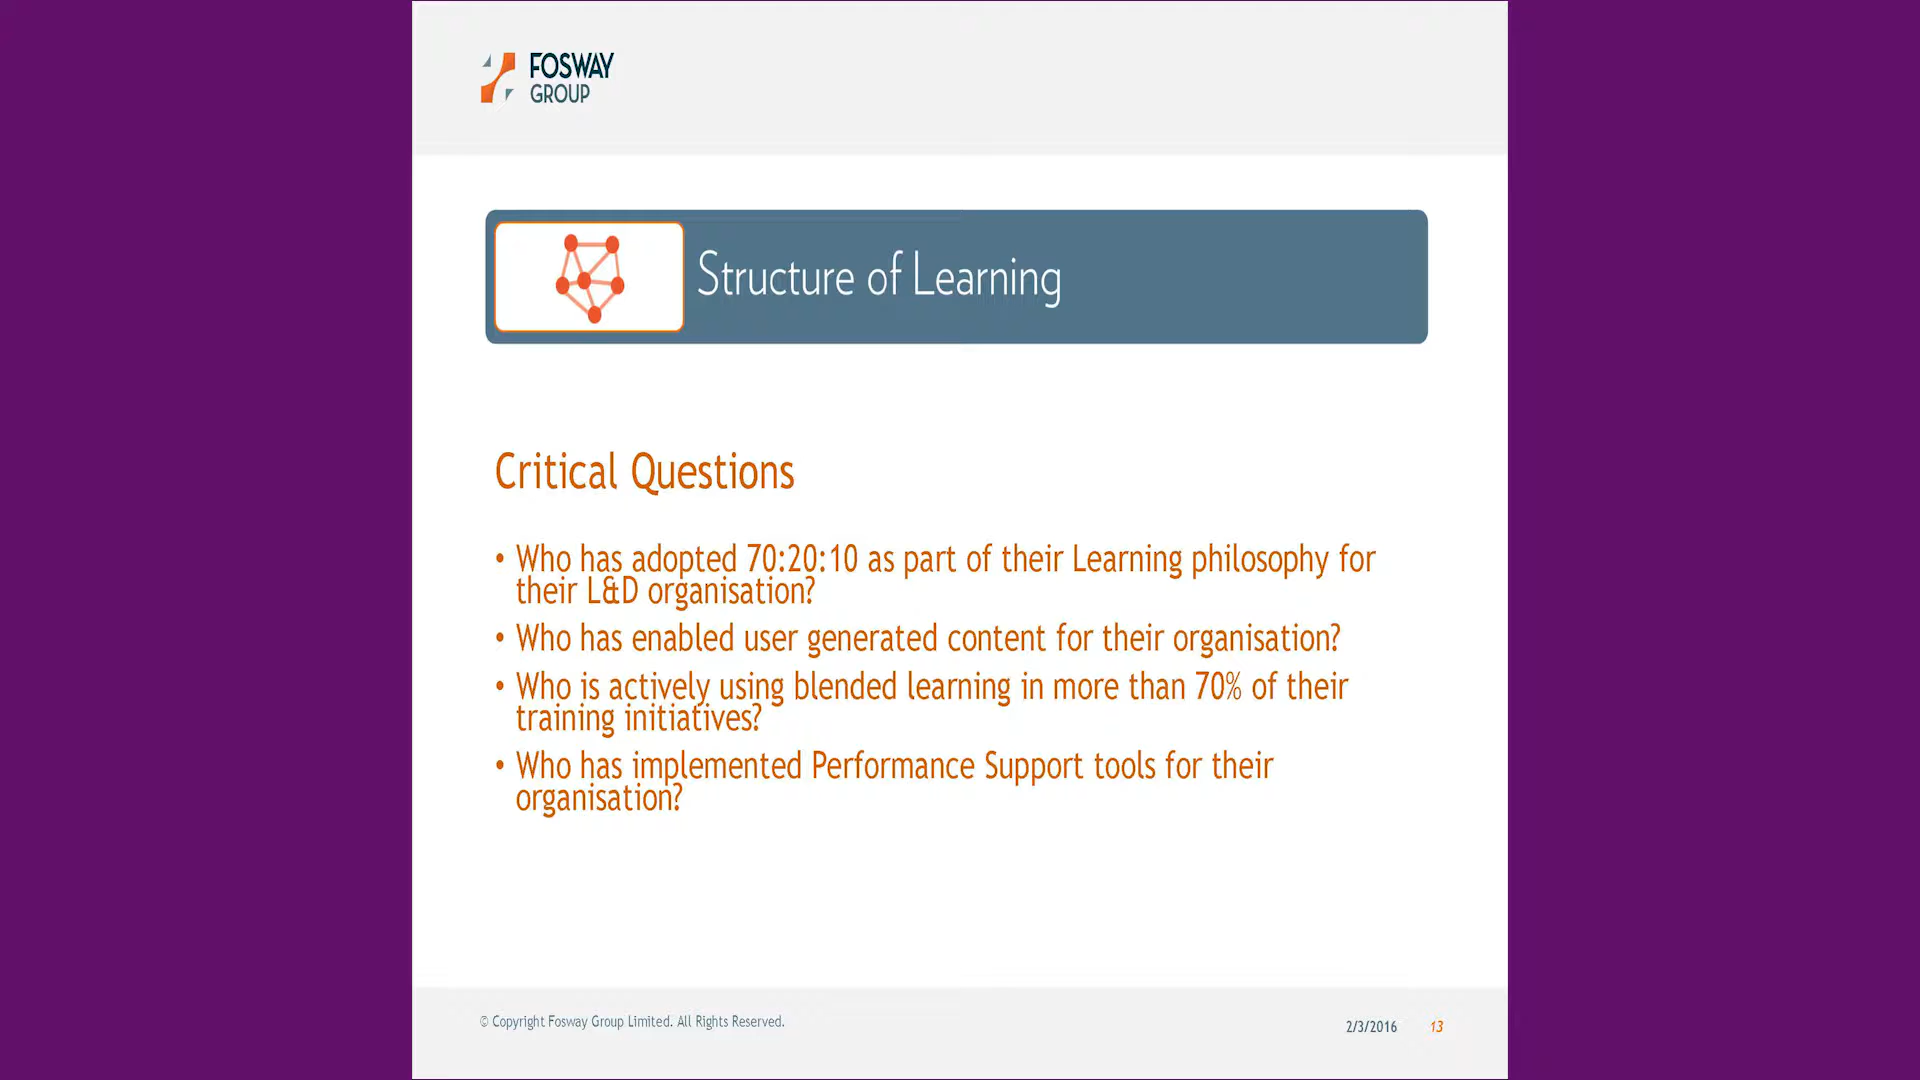 FOSWAY
GROUP
Structure of Learning
Critical Questions
• Who has adopted 70:20:10 as part of their Learning philosophy for
their L&D organisation?
• Who has enabled user generated content for their organisation?
• Who is actively using blended learning in more than 70% of their
training initiatives?
• Who has implemented Performance Support tools for their
organisation?
© Copyright Fosway Group Limited. All Rights Reserved.
2/3/2016 13